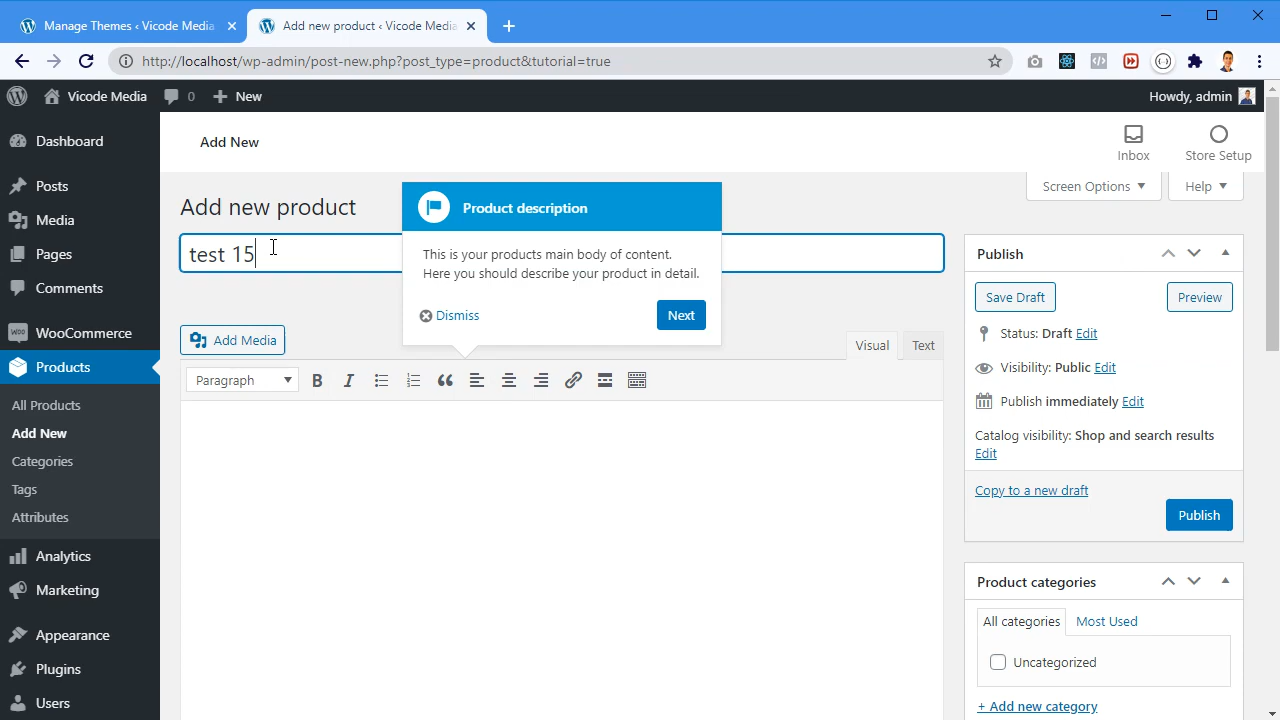 Manage Themes ‹ Vicode Media
Add new product ‹ Vicode Media
http://localhost/wp-admin/post-new.php?post_type=product&tutorial=true
Vicode Media
0
New
Howdy, admin
Dashboard
Posts
Media
Pages
Comments
WooCommerce
Products
All Products
Add New
Categories
Tags
Attributes
Analytics
Marketing
Appearance
Plugins
Users
Add New
Inbox
Store Setup
Screen Options
Help
Add new product
test 15
Product description
This is your products main body of content.
Here you should describe your product in detail.
Dismiss
Next
Add Media
Visual
Text
Paragraph
Publish
Save Draft
Preview
Status: Draft Edit
Visibility: Public Edit
Publish immediately Edit
Catalog visibility: Shop and search results
Edit
Copy to a new draft
Publish
Product categories
All categories
Most Used
Uncategorized
+ Add new category